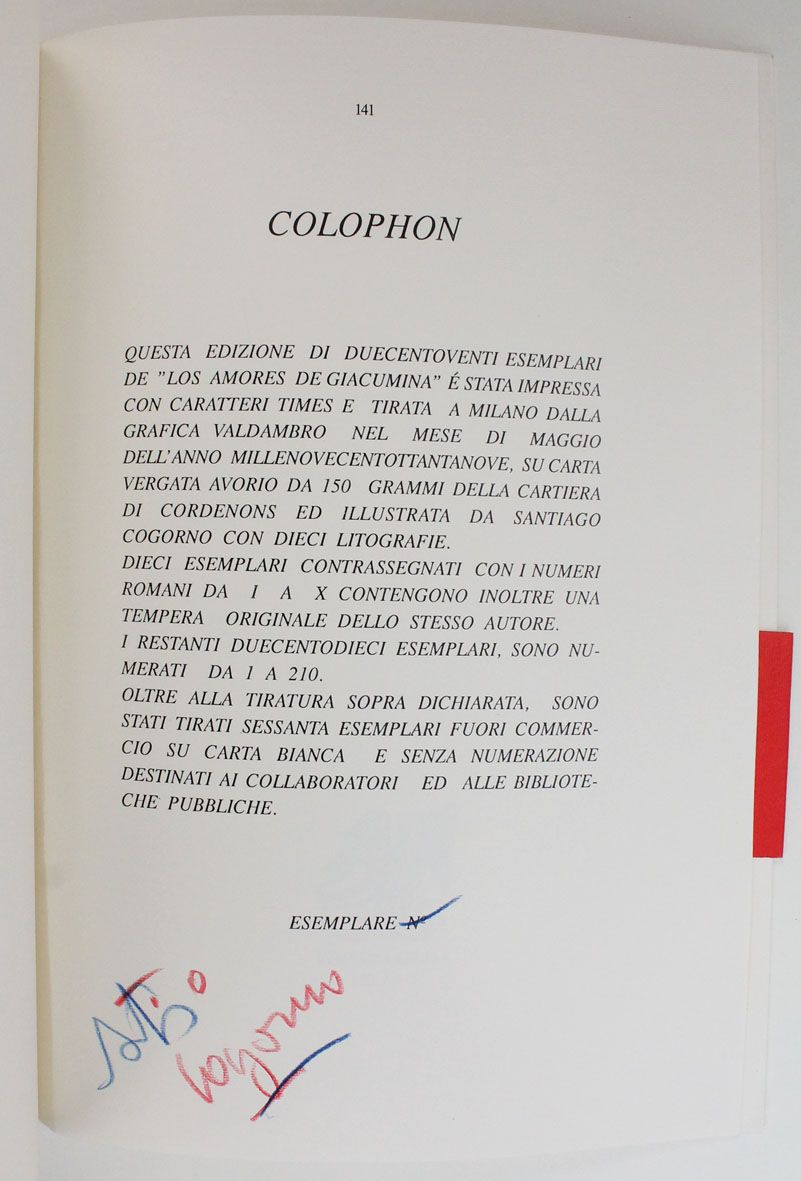 141
COLOPHON
QUESTA EDIZIONE DI DUECENTOVENTI ESEMPLARI
DE "LOS AMORES DE GIACUMINA" É STATA IMPRESSA
CON CARATTERI TIMES E TIRATA A MILANO DALLA
GRAFICA VALDAMBRO NEL MESE DI MAGGIO
DELL'ANNO MILLENOVECENTOTTANTANOVE, SU CARTA
VERGATA AVORIO DA 150 GRAMMI DELLA CARTIERA
DI CORDENONS ED ILLUSTRATA DA SANTIAGO
COGORNO CON DIECI LITOGRAFIE.
DIECI ESEMPLARI CONTRASSEGNATI CON I NUMERI
ROMANI DA I A X CONTENGONO INOLTRE UNA
TEMPERA ORIGINALE DELLO STESSO AUTORE.
I RESTANTI DUECENTODIECI ESEMPLARI, SONO NU-
MERATI DA 1 A 210.
OLTRE ALLA TIRATURA SOPRA DICHIARATA, SONO
STATI TIRATI SESSANTA ESEMPLARI FUORI COMMER-
CIO SU CARTA BIANCA E SENZA NUMERAZIONE
DESTINATI AI COLLABORATORI ED ALLE BIBLIOTE-
CHE PUBBLICHE.
ESEMPLARE N°
Cogorno